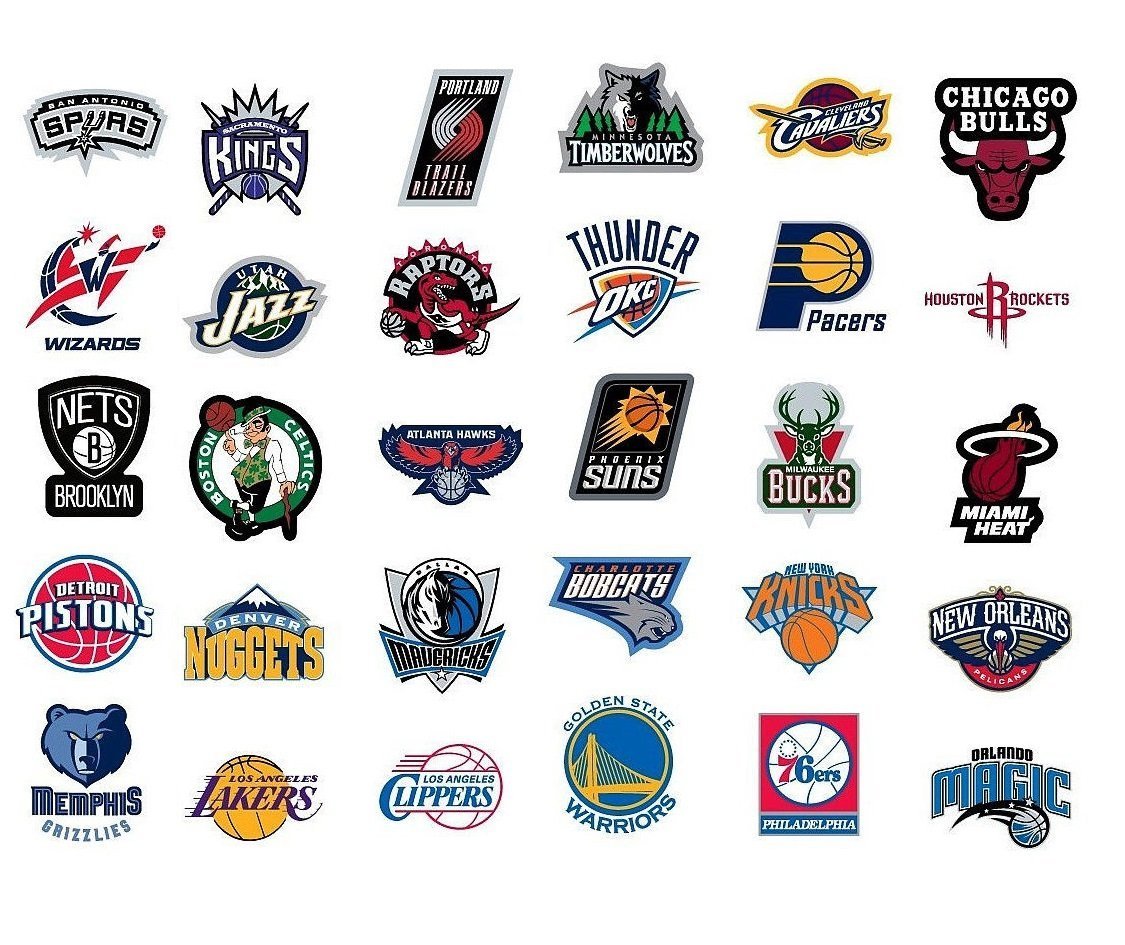 SAN ANTONIO
SPURS
SACRAMENTO
KINGS
PORTLAND
TRAIL
BLAZERS
MINNESOTA
TIMBERWOLVES
CLEVELAND
CAVALIERS
CHICAGO
BULLS
W
WIZARDS
UTAH
JAZZ
TORONTO
RAPTORS
THUNDER
OKC
P
Pacers
HOUSTON R ROCKETS
NETS
B
BROOKLYN
BOSTON CELTICS
ATLANTA HAWKS
PHOENIX
SUNS
MILWAUKEE
BUCKS
MIAMI
HEAT
DETROIT
PISTONS
DENVER
NUGGETS
DALLAS
MAVERICKS
CHARLOTTE
BOBCATS
NEW YORK
KNICKS
NEW ORLEANS
PELICANS
MEMPHIS
GRIZZLIES
LOS ANGELES
LAKERS
LOS ANGELES
CLIPPERS
GOLDEN STATE
WARRIORS
76ers
PHILADELPHIA
ORLANDO
MAGIC